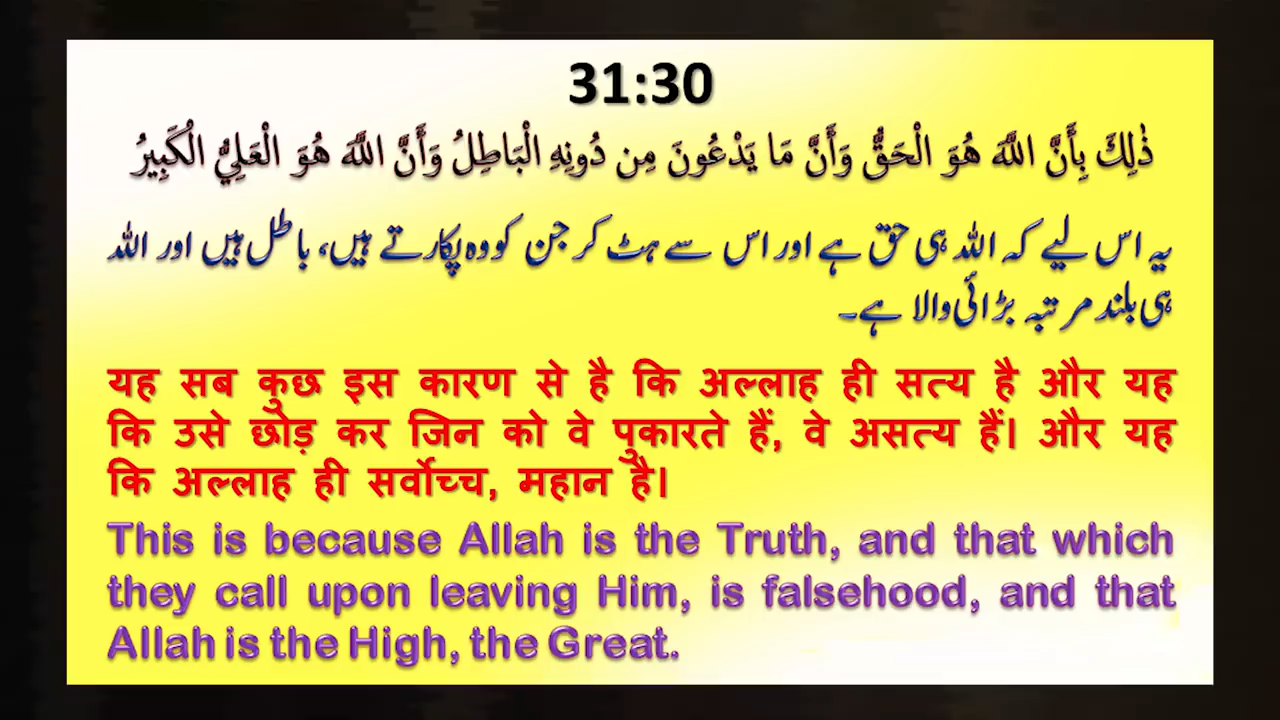 31:30
ذَٰلِكَ بِأَنَّ اللَّهَ هُوَ الْحَقُّ وَأَنَّ مَا يَدْعُونَ مِن دُونِهِ الْبَاطِلُ وَأَنَّ اللَّهَ هُوَ الْعَلِيُّ الْكَبِيرُ
یہ اس لیے کہ اللہ ہی حق ہے اور اس سے ہٹ کر جن کو وہ پکارتے ہیں، باطل ہیں اور اللہ
ہی بلند مرتبہ بڑائی والا ہے۔
यह सब कुछ इस कारण से है कि अल्लाह ही सत्य है और यह
कि उसे छोड़ कर जिन को वे पुकारते हैं, वे असत्य हैं। और यह
कि अल्लाह ही सर्वोच्च, महान है।
This is because Allah is the Truth, and that which
they call upon leaving Him, is falsehood, and that
Allah is the High, the Great.